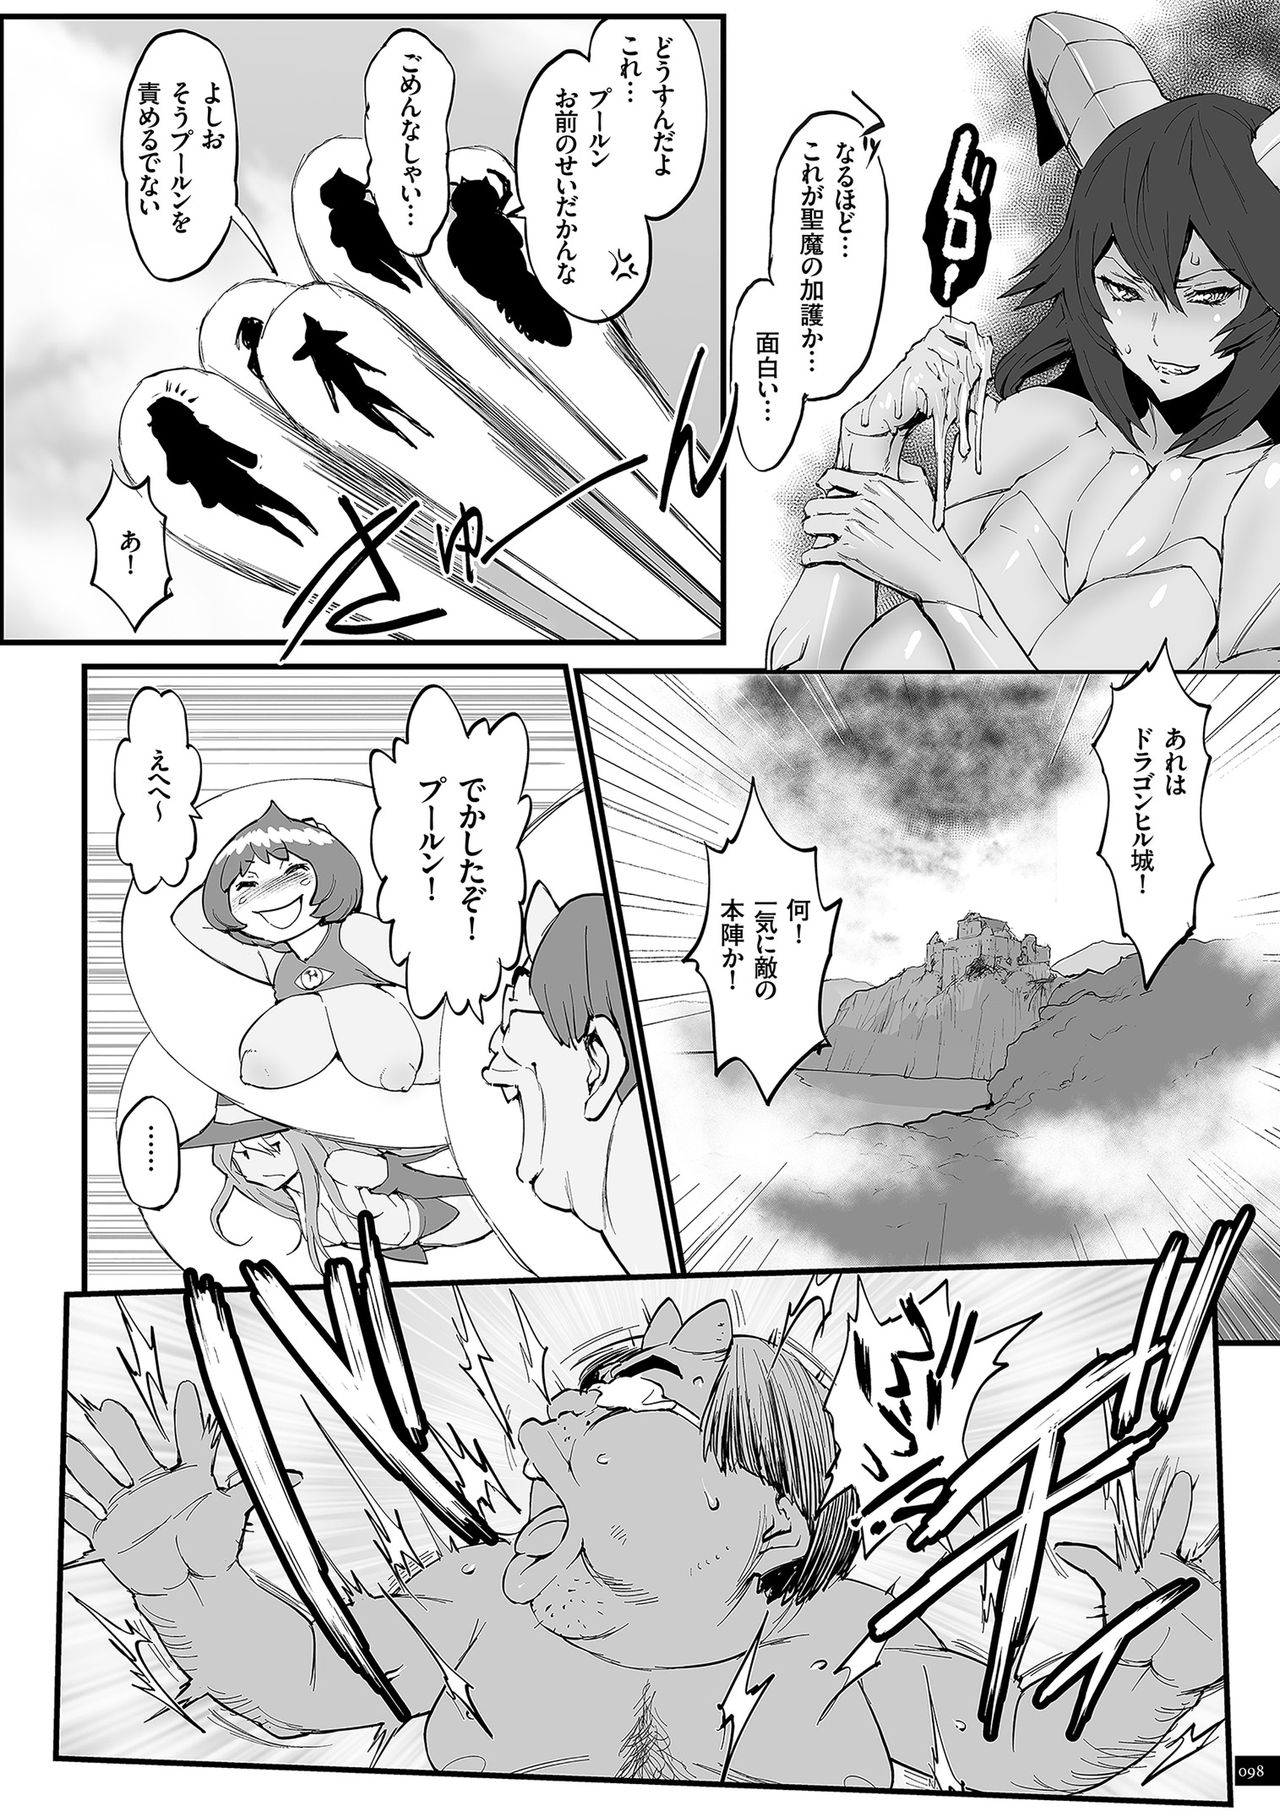 なるほど…
これが聖魔の加護か…
面白い…
ドロ
どうすんだよ
これ…
プールン
お前のせいだかんな
ごめんなしゃい…
よしお
そうプールンを
責めるでない
あ！
きゅーん
あれは
ドラゴンヒル城！
何！
一気に敵の
本陣か！
でかしたぞ！
プールン！
えへへ〜
……
098